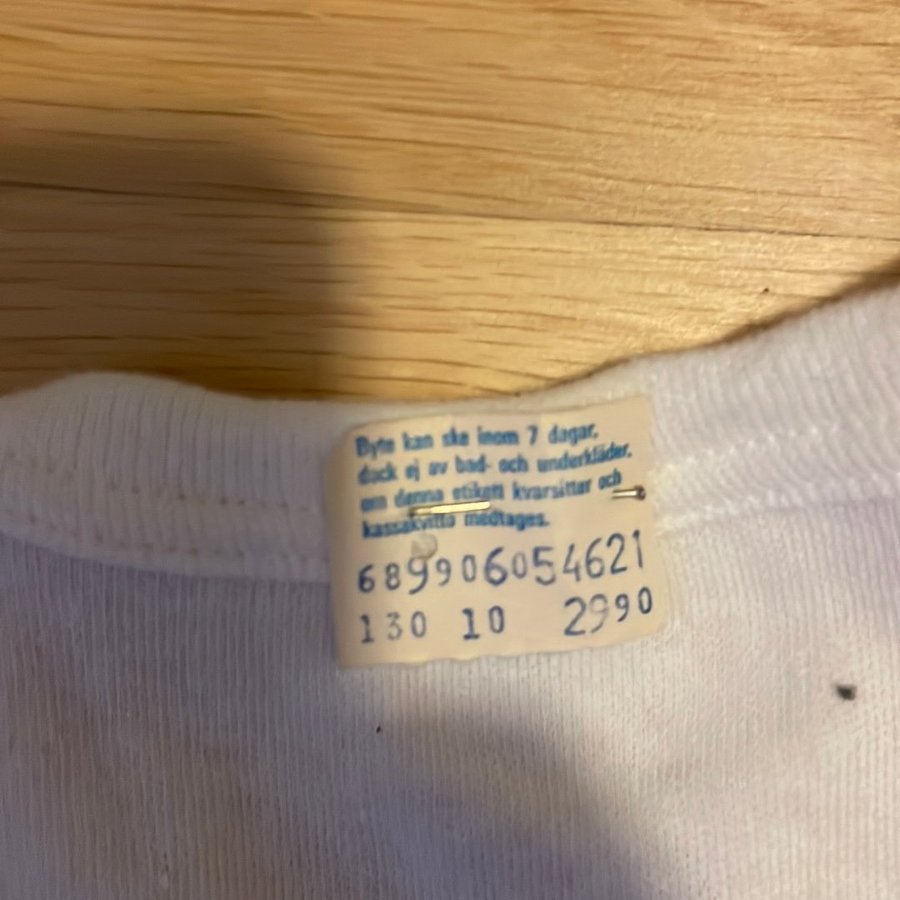 Byte kan ske inom 7 dagar,
dock ej av bad- och underkläder,
om denna etikett kvarsitter och
kassakvitto medtages.
689906054621
130 10 2990